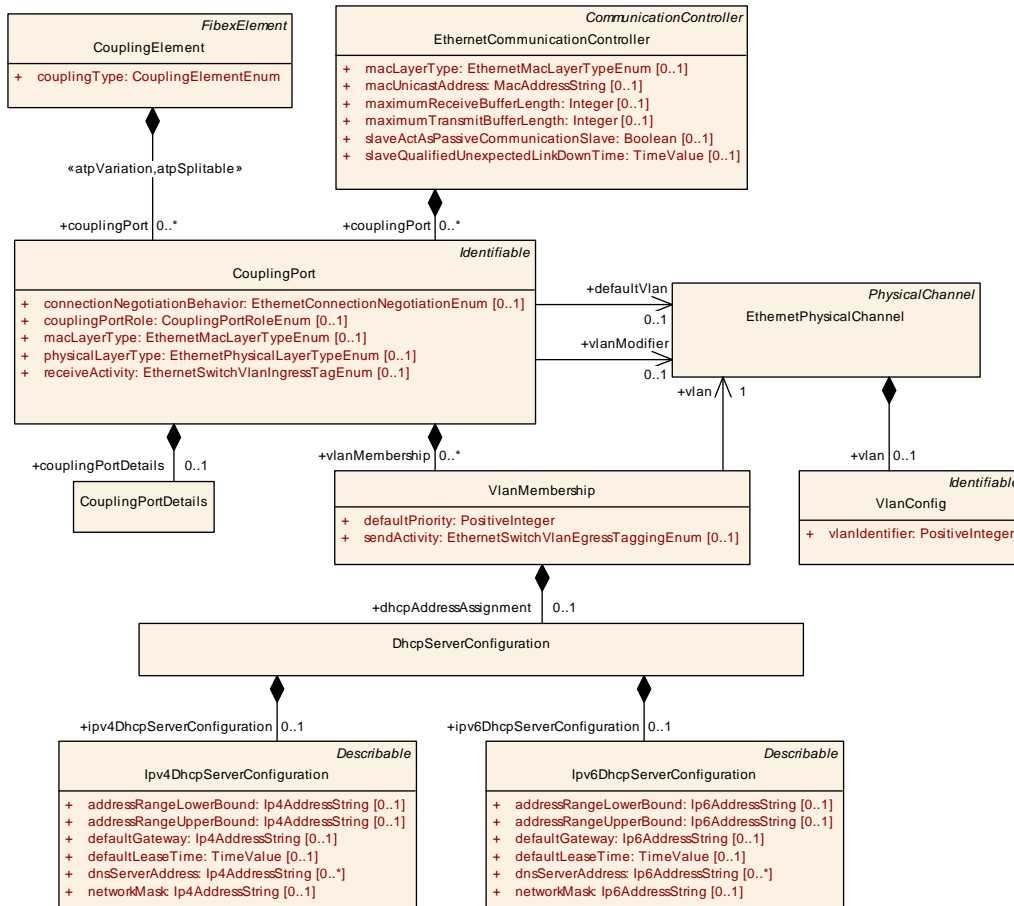 FibexElement
CouplingElement
+ couplingType: CouplingElementEnum
CommunicationController
EthernetCommunicationController
+ macLayerType: EthernetMacLayerTypeEnum [0..1]
+ macUnicastAddress: MacAddressString [0..1]
+ maximumReceiveBufferLength: Integer [0..1]
+ maximumTransmitBufferLength: Integer [0..1]
+ slaveActAsPassiveCommunicationSlave: Boolean [0..1]
+ slaveQualifiedUnexpectedLinkDownTime: TimeValue [0..1]
«atpVariation,atpSplitable»
+couplingPort 0..*
+couplingPort 0..*
Identifiable
CouplingPort
+ connectionNegotiationBehavior: EthernetConnectionNegotiationEnum [0..1]
+ couplingPortRole: CouplingPortRoleEnum [0..1]
+ macLayerType: EthernetMacLayerTypeEnum [0..1]
+ physicalLayerType: EthernetPhysicalLayerTypeEnum [0..1]
+ receiveActivity: EthernetSwitchVlanIngressTagEnum [0..1]
+defaultVlan
0..1
+vlanModifier
0..1
PhysicalChannel
EthernetPhysicalChannel
+vlan 1
+couplingPortDetails 0..1
+vlanMembership 0..*
+vlan 0..1
CouplingPortDetails
VlanMembership
+ defaultPriority: PositiveInteger
+ sendActivity: EthernetSwitchVlanEgressTaggingEnum [0..1]
Identifiable
VlanConfig
+ vlanIdentifier: PositiveInteger
+dhcpAddressAssignment 0..1
DhcpServerConfiguration
+ipv4DhcpServerConfiguration 0..1
+ipv6DhcpServerConfiguration 0..1
Describable
Ipv4DhcpServerConfiguration
+ addressRangeLowerBound: Ip4AddressString [0..1]
+ addressRangeUpperBound: Ip4AddressString [0..1]
+ defaultGateway: Ip4AddressString [0..1]
+ defaultLeaseTime: TimeValue [0..1]
+ dnsServerAddress: Ip4AddressString [0..*]
+ networkMask: Ip4AddressString [0..1]
Describable
Ipv6DhcpServerConfiguration
+ addressRangeLowerBound: Ip6AddressString [0..1]
+ addressRangeUpperBound: Ip6AddressString [0..1]
+ defaultGateway: Ip6AddressString [0..1]
+ defaultLeaseTime: TimeValue [0..1]
+ dnsServerAddress: Ip6AddressString [0..*]
+ networkMask: Ip6AddressString [0..1]